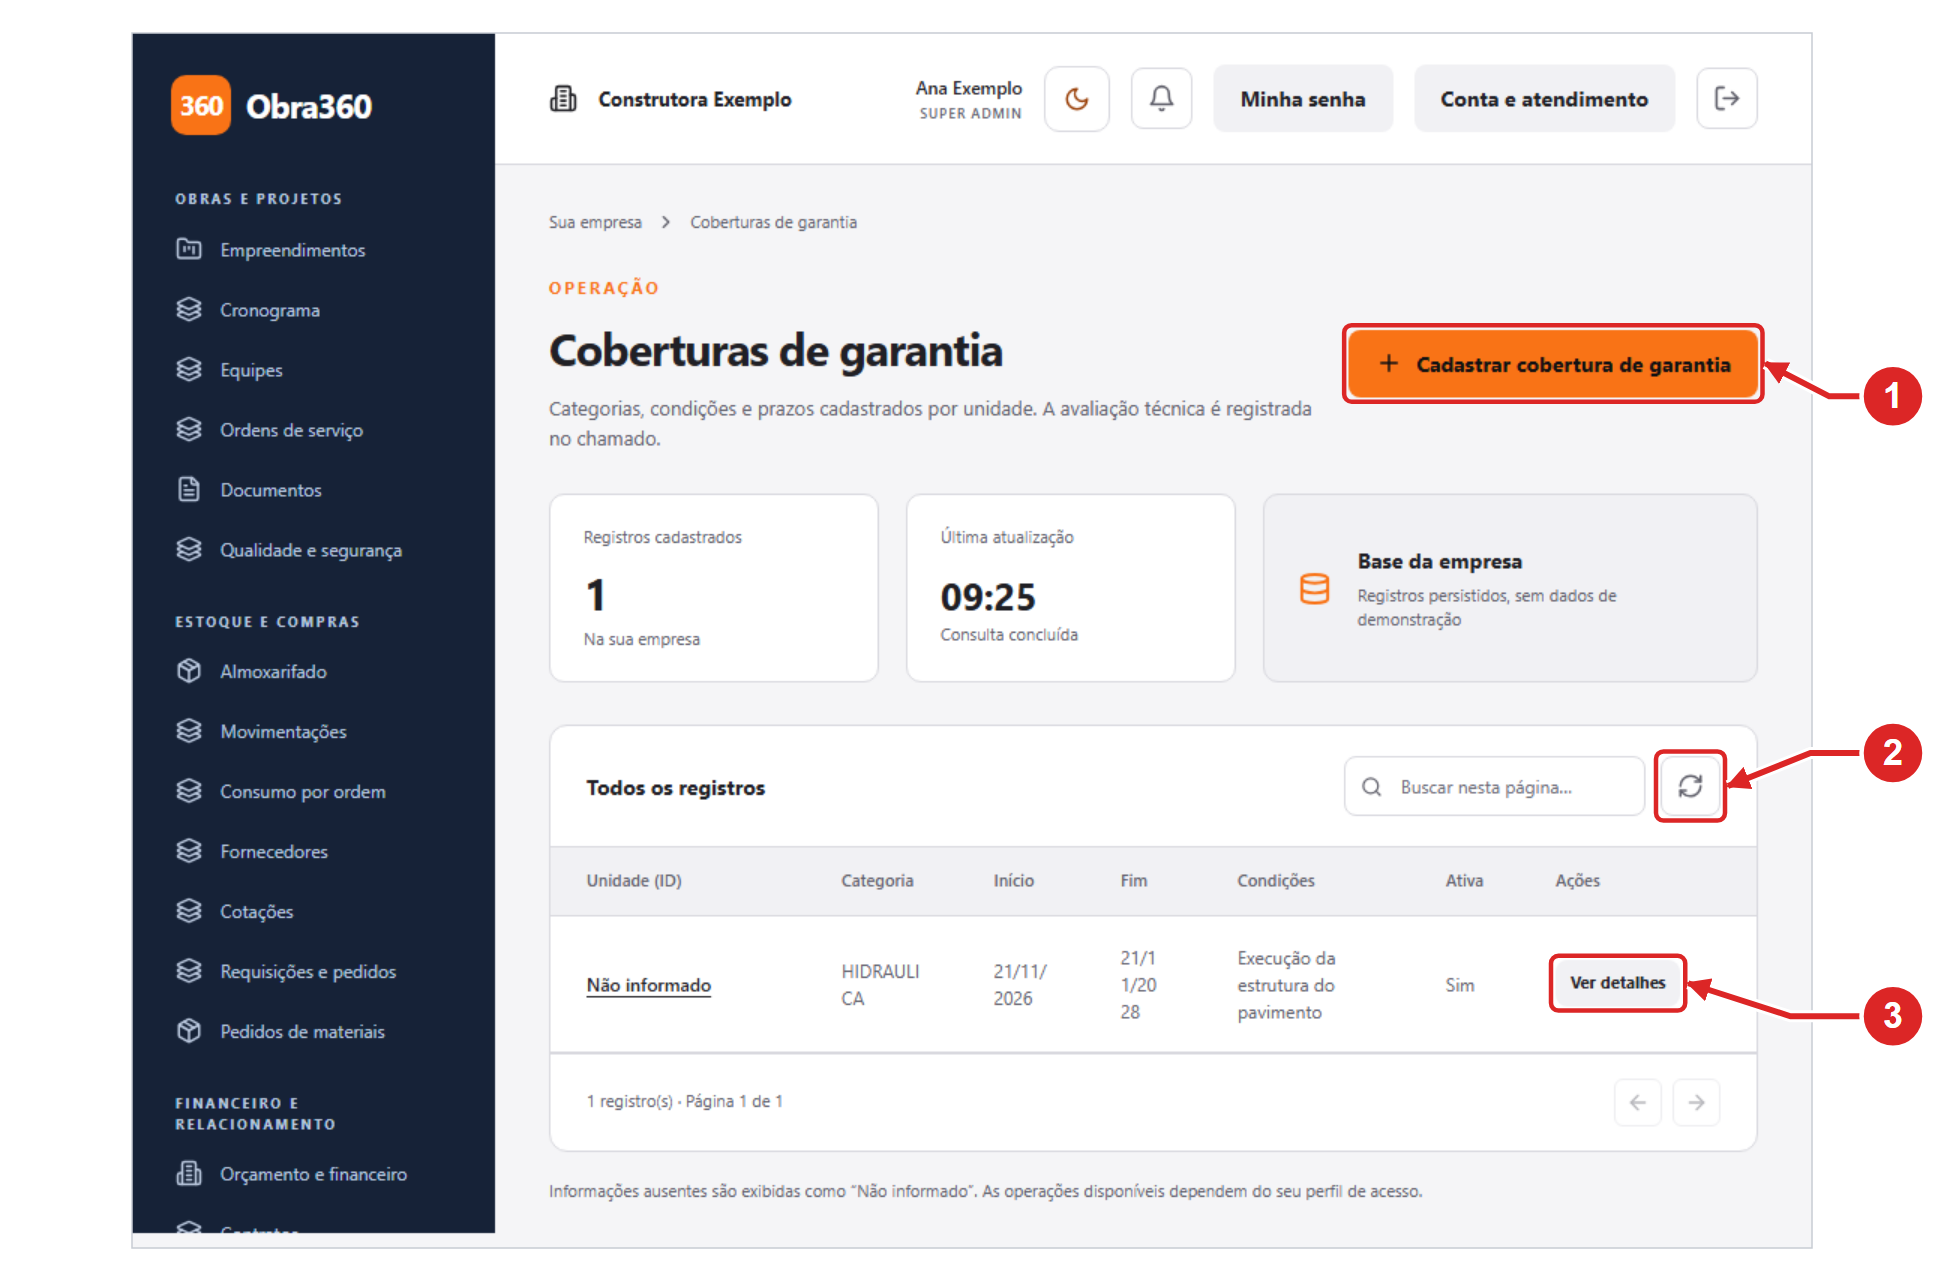 360 Obra360
Construtora Exemplo
Ana Exemplo
SUPER ADMIN
Minha senha
Conta e atendimento
OBRAS E PROJETOS
Empreendimentos
Cronograma
Equipes
Ordens de serviço
Documentos
Qualidade e segurança
ESTOQUE E COMPRAS
Almoxarifado
Movimentações
Consumo por ordem
Fornecedores
Cotações
Requisições e pedidos
Pedidos de materiais
FINANCEIRO E
RELACIONAMENTO
Orçamento e financeiro
Sua empresa > Coberturas de garantia
OPERAÇÃO
Coberturas de garantia
+ Cadastrar cobertura de garantia
1
Categorias, condições e prazos cadastrados por unidade. A avaliação técnica é registrada
no chamado.
Registros cadastrados
1
Na sua empresa
Última atualização
09:25
Consulta concluída
Base da empresa
Registros persistidos, sem dados de
demonstração
2
Todos os registros
Buscar nesta página...
Unidade (ID) Categoria Início Fim Condições Ativa Ações
Não informado
HIDRAULI
CA
21/11/
2026
21/1
1/20
28
Execução da
estrutura do
pavimento
Sim
Ver detalhes
3
1 registro(s) · Página 1 de 1
Informações ausentes são exibidas como “Não informado”. As operações disponíveis dependem do seu perfil de acesso.